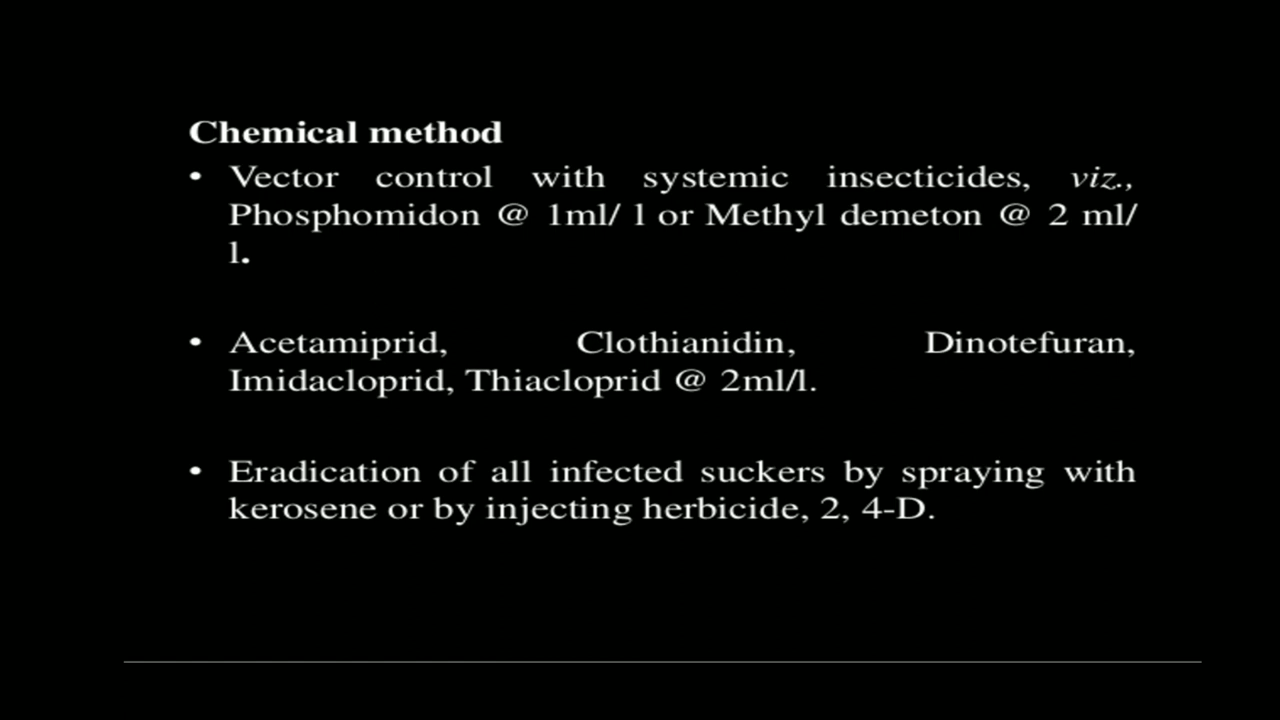 Chemical method
• Vector control with systemic insecticides, viz.,
Phosphomidon @ 1ml/ l or Methyl demeton @ 2 ml/
l.
• Acetamiprid, Clothianidin, Dinotefuran,
Imidacloprid, Thiacloprid @ 2ml/l.
• Eradication of all infected suckers by spraying with
kerosene or by injecting herbicide, 2, 4-D.